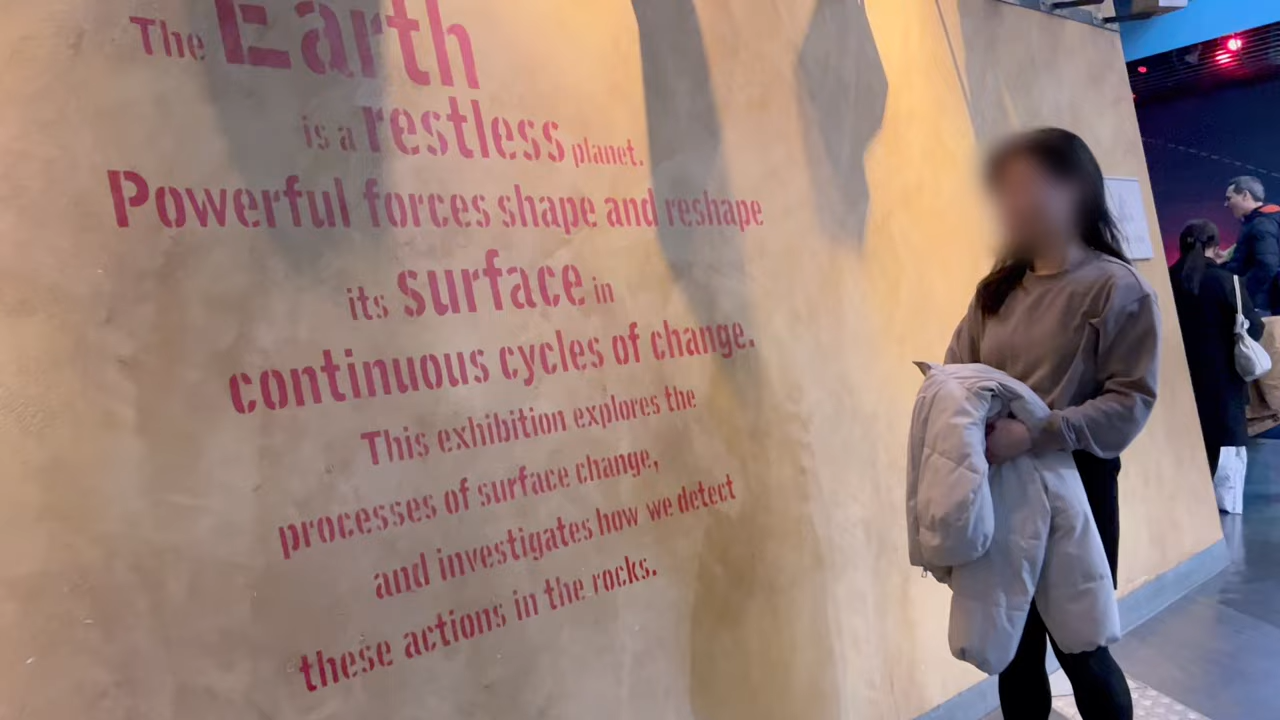 The Earth
is a restless planet.
Powerful forces shape and reshape
its surface in
continuous cycles of change.
This exhibition explores the
processes of surface change,
and investigates how we detect
these actions in the rocks.